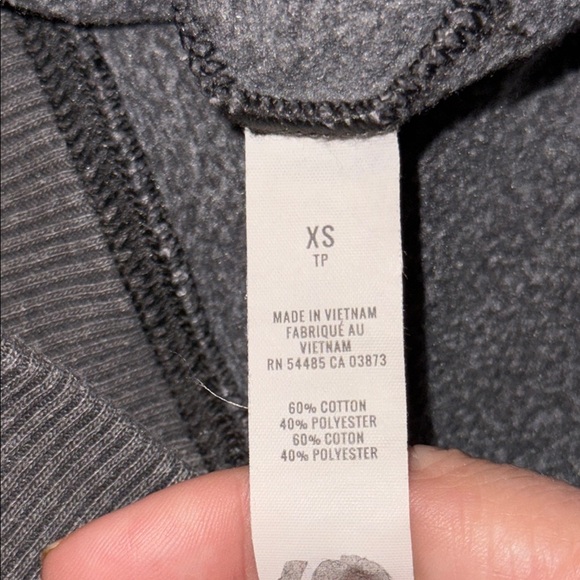 XS
TP
MADE IN VIETNAM
FABRIQUÉ AU
VIETNAM
RN 54485 CA 03873
60% COTTON
40% POLYESTER
60% COTON
40% POLYESTER